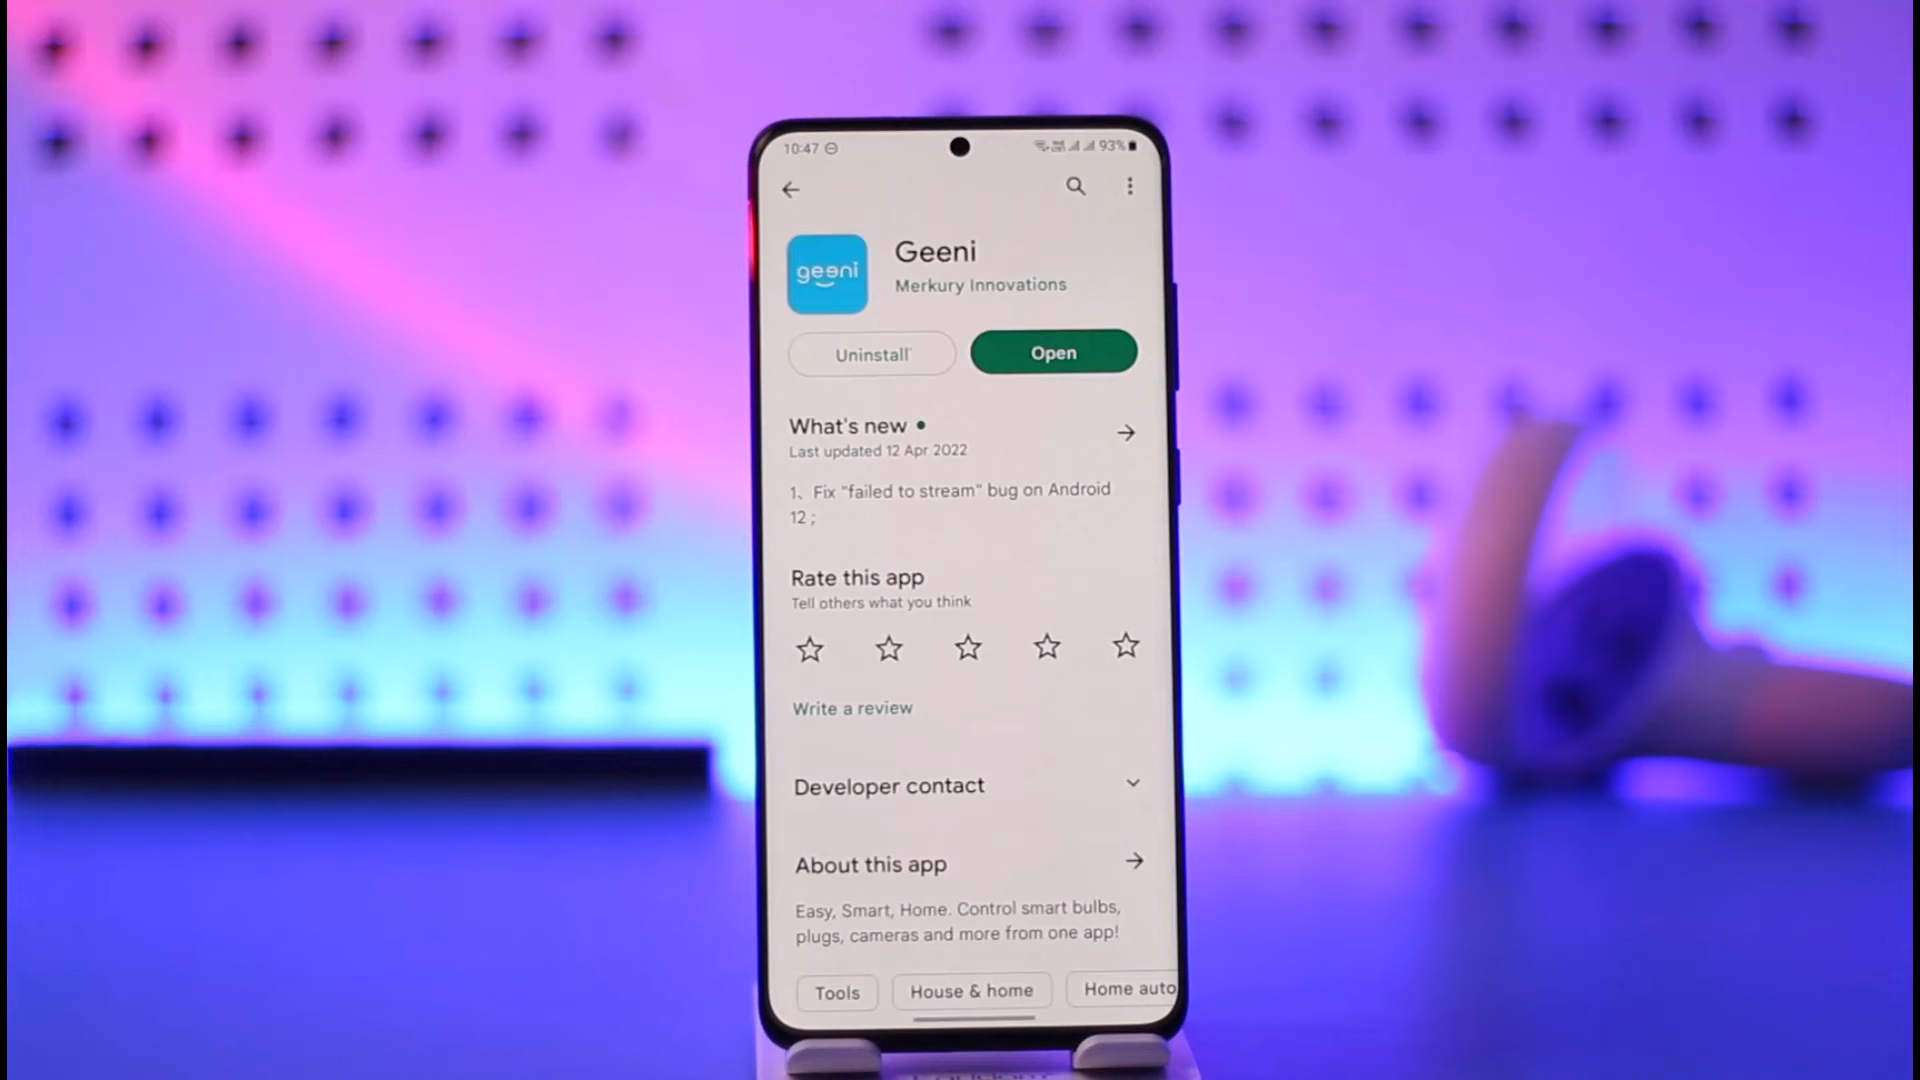 10:47
93%
geeni
Geeni
Merkury Innovations
Uninstall
Open
What's new •
Last updated 12 Apr 2022
1、Fix "failed to stream" bug on Android
12 ;
Rate this app
Tell others what you think
Write a review
Developer contact
About this app
Easy, Smart, Home. Control smart bulbs,
plugs, cameras and more from one app!
Tools
House & home
Home auto